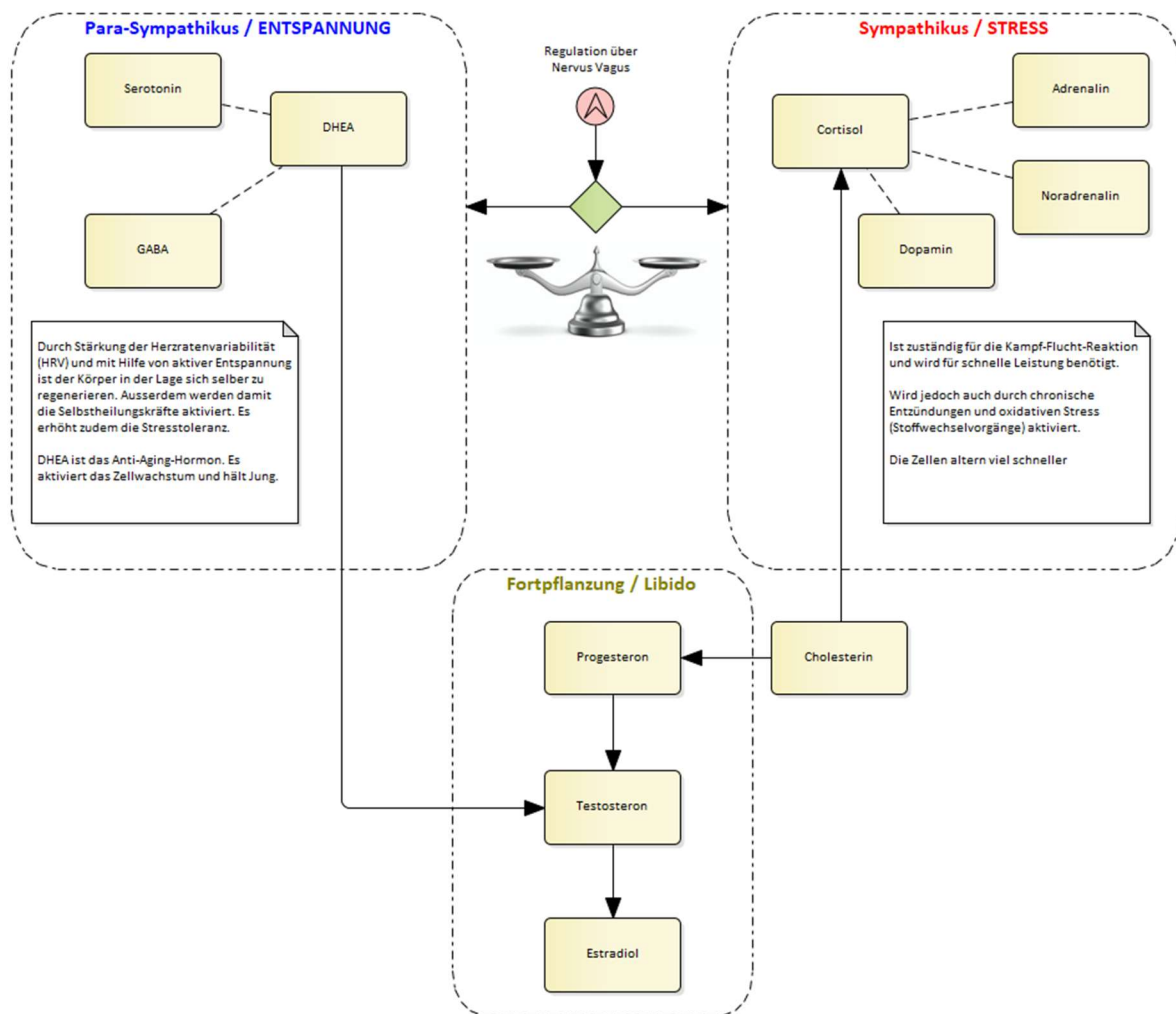 Para-Sympathikus / ENTSPANNUNG
Serotonin
DHEA
GABA
Durch Stärkung der Herzratenvariabilität
(HRV) und mit Hilfe von aktiver Entspannung
ist der Körper in der Lage sich selber zu
regenerieren. Ausserdem werden damit
die Selbstheilungskräfte aktiviert. Es
erhöht zudem die Stresstoleranz.
DHEA ist das Anti-Aging-Hormon. Es
aktiviert das Zellwachstum und hält Jung.
Regulation über
Nervus Vagus
Sympathikus / STRESS
Adrenalin
Cortisol
Noradrenalin
Dopamin
Ist zuständig für die Kampf-Flucht-Reaktion
und wird für schnelle Leistung benötigt.
Wird jedoch auch durch chronische
Entzündungen und oxidativen Stress
(Stoffwechselvorgänge) aktiviert.
Die Zellen altern viel schneller
Fortpflanzung / Libido
Progesteron
Cholesterin
Testosteron
Estradiol